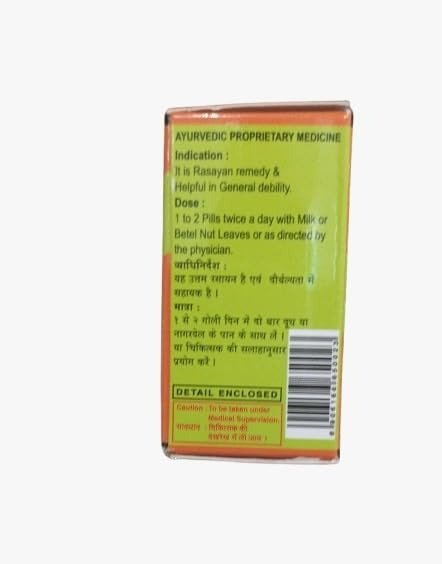 AYURVEDIC PROPRIETARY MEDICINE
Indication :
It is Rasayan remedy &
Helpful in General debility.
Dose :
1 to 2 Pills twice a day with Milk or
Betel Nut Leaves or as directed by
the physician.
व्याधिनिर्देश :
यह उत्तम रसायन है एवं दौर्बल्यता में
सहायक है ।
मात्रा :
१ से २ गोली दिन में दो बार दूध या
नागरवेल के पान के साथ लें ।
या चिकित्सक की सलाहानुसार
प्रयोग करें ।
DETAIL ENCLOSED
Caution : To be taken under
Medical Supervision.
सावधान : चिकित्सक की
देखरेख में ली जाय ।